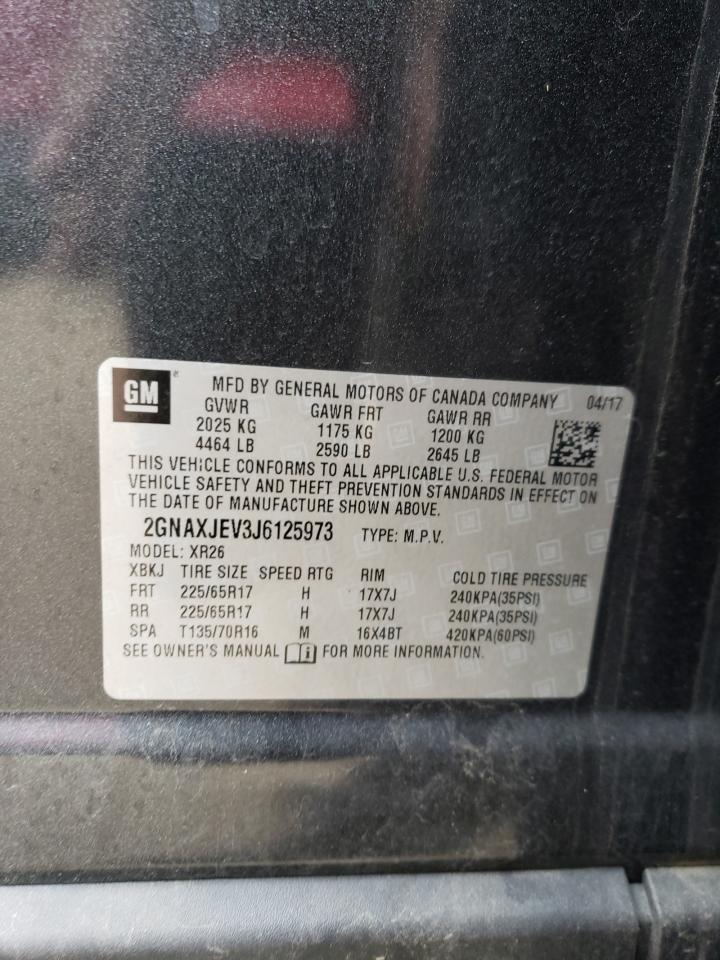 GM
MFD BY GENERAL MOTORS OF CANADA COMPANY 04/17
GVWR GAWR FRT GAWR RR
2025 KG 1175 KG 1200 KG
4464 LB 2590 LB 2645 LB
THIS VEHICLE CONFORMS TO ALL APPLICABLE U.S. FEDERAL MOTOR
VEHICLE SAFETY AND THEFT PREVENTION STANDARDS IN EFFECT ON
THE DATE OF MANUFACTURE SHOWN ABOVE.
2GNAXJEV3J6125973 TYPE: M.P.V.
MODEL: XR26
XBKJ TIRE SIZE SPEED RTG RIM COLD TIRE PRESSURE
FRT 225/65R17 H 17X7J 240KPA(35PSI)
RR 225/65R17 H 17X7J 240KPA(35PSI)
SPA T135/70R16 M 16X4BT 420KPA(60PSI)
SEE OWNER'S MANUAL i FOR MORE INFORMATION.